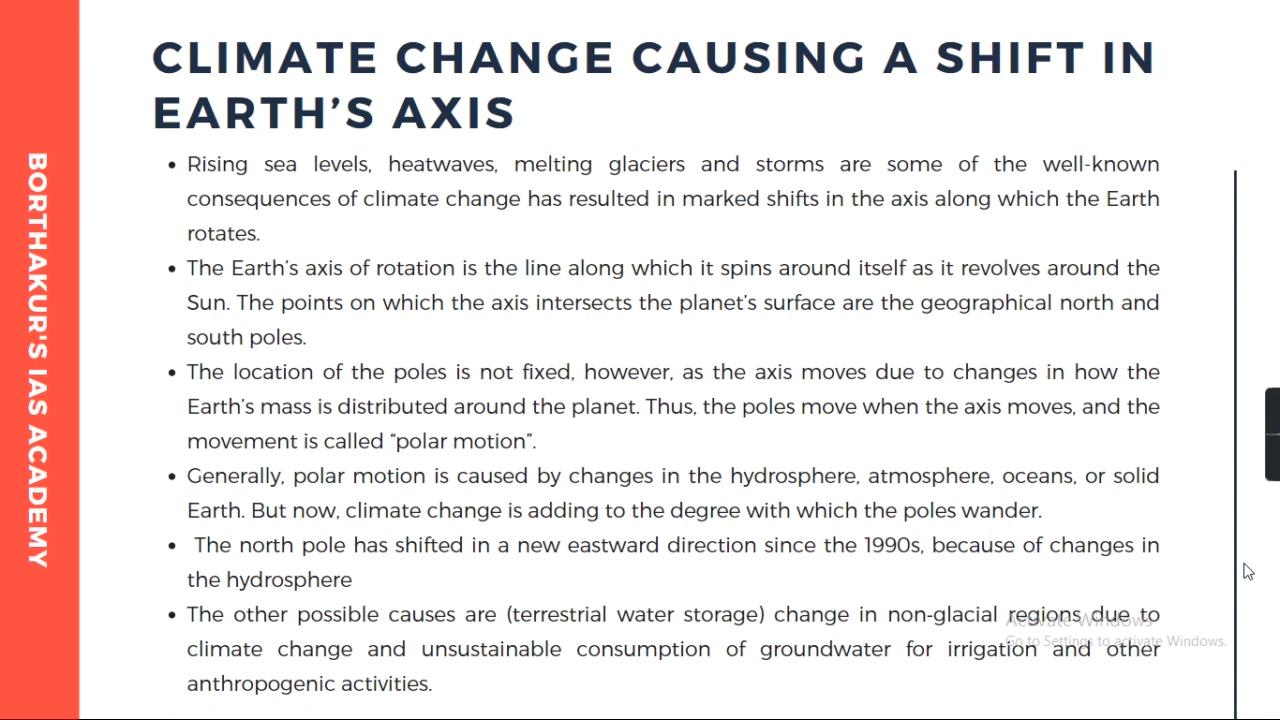 CLIMATE CHANGE CAUSING A SHIFT IN
EARTH'S AXIS
BORTHAKUR'S IAS ACADEMY
• Rising sea levels, heatwaves, melting glaciers and storms are some of the well-known
consequences of climate change has resulted in marked shifts in the axis along which the Earth
rotates.
• The Earth's axis of rotation is the line along which it spins around itself as it revolves around the
Sun. The points on which the axis intersects the planet's surface are the geographical north and
south poles.
• The location of the poles is not fixed, however, as the axis moves due to changes in how the
Earth's mass is distributed around the planet. Thus, the poles move when the axis moves, and the
movement is called “polar motion”.
• Generally, polar motion is caused by changes in the hydrosphere, atmosphere, oceans, or solid
Earth. But now, climate change is adding to the degree with which the poles wander.
• The north pole has shifted in a new eastward direction since the 1990s, because of changes in
the hydrosphere
• The other possible causes are (terrestrial water storage) change in non-glacial regions due to
climate change and unsustainable consumption of groundwater for irrigation and other
anthropogenic activities.
Activate Windows
Go to Settings to activate Windows.